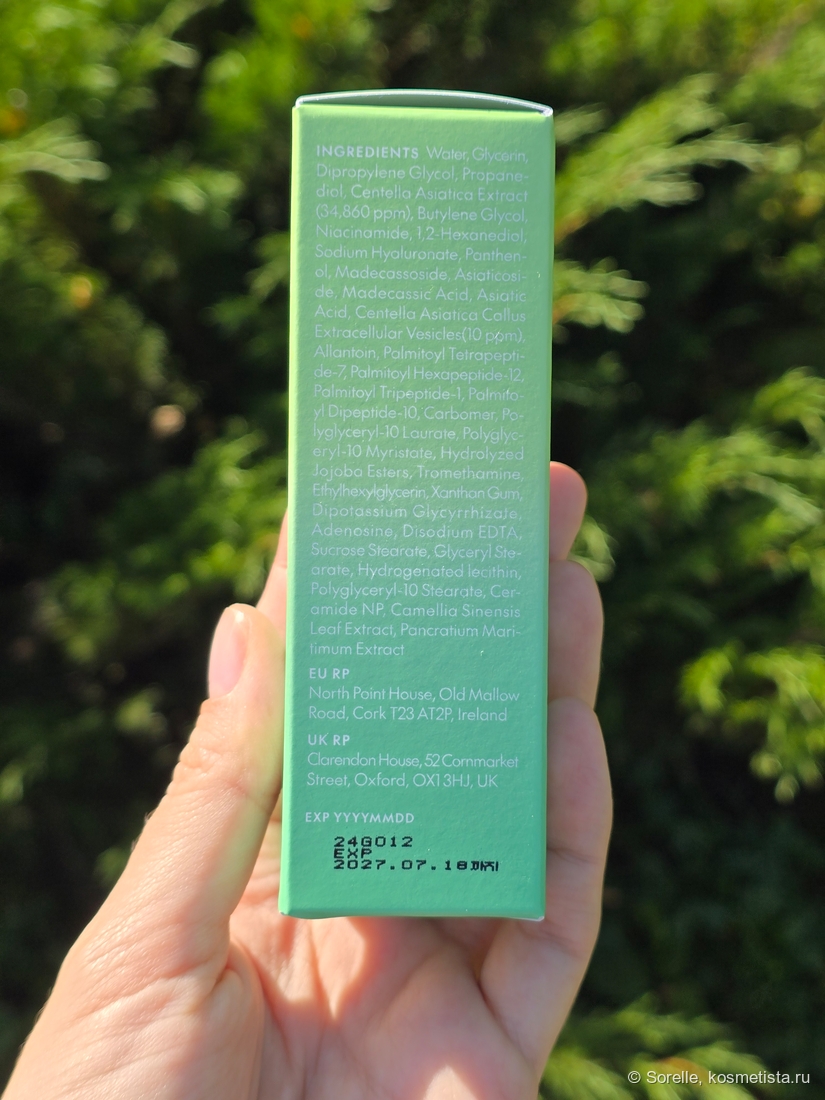 INGREDIENTS Water, Glycerin,
Dipropylene Glycol, Propane-
diol, Centella Asiatica Extract
(34,860 ppm), Butylene Glycol,
Niacinamide, 1,2-Hexanediol,
Sodium Hyaluronate, Panthen-
ol, Madecassoside, Asiaticosi-
de, Madecassic Acid, Asiatic
Acid, Centella Asiatica Callus
Extracellular Vesicles(10 ppm),
Allantoin, Palmitoyl Tetrapepti-
de-7, Palmitoyl Hexapeptide-12,
Palmitoyl Tripeptide-1, Palmito-
yl Dipeptide-10, Carbomer, Po-
lyglyceryl-10 Laurate, Polyglyc-
eryl-10 Myristate, Hydrolyzed
Jojoba Esters, Tromethamine,
Ethylhexylglycerin, Xanthan Gum,
Dipotassium Glycyrrhizate,
Adenosine, Disodium EDTA,
Sucrose Stearate, Glyceryl Ste-
arate, Hydrogenated lecithin,
Polyglyceryl-10 Stearate, Cer-
amide NP, Camellia Sinensis
Leaf Extract, Pancratium Mari-
timum Extract
EU RP
North Point House, Old Mallow
Road, Cork T23 AT2P, Ireland
UK RP
Clarendon House, 52 Cornmarket
Street, Oxford, OX1 3HJ, UK
EXP YYYYMMDD
24G012
EXP
2027.07.18까지
© Sorelle, kosmetista.ru